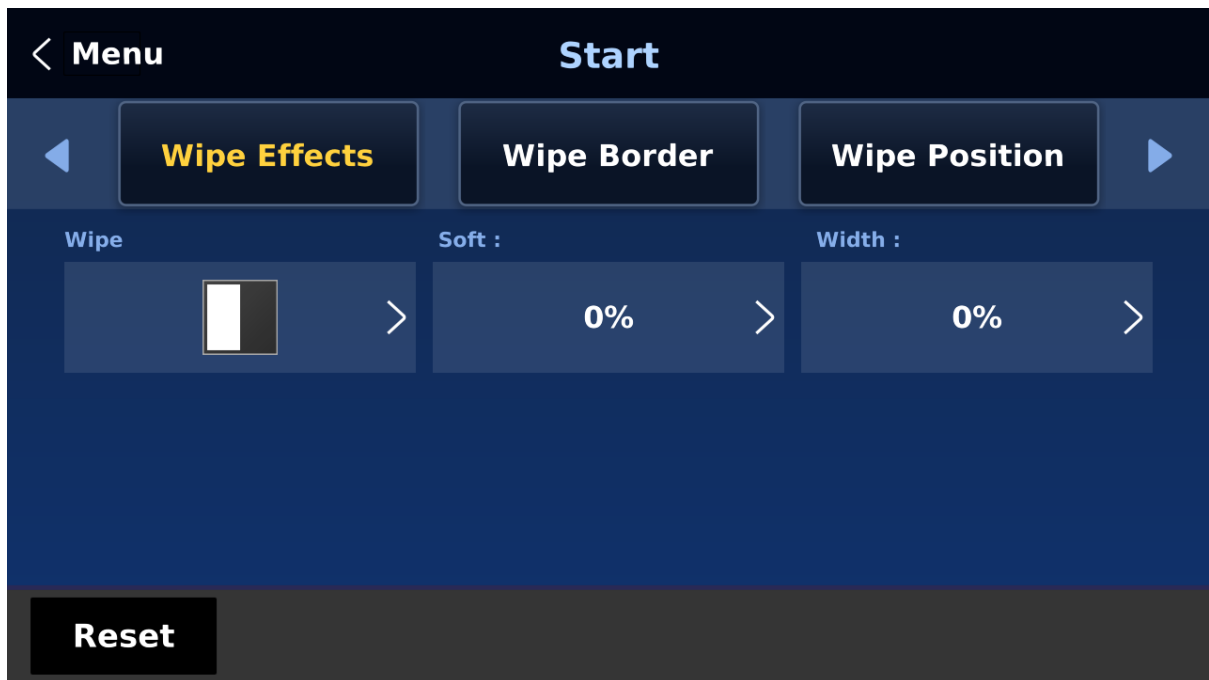 Menu
Start
Wipe Effects
Wipe Border
Wipe Position
Wipe
Soft :
Width :
0%
0%
Reset